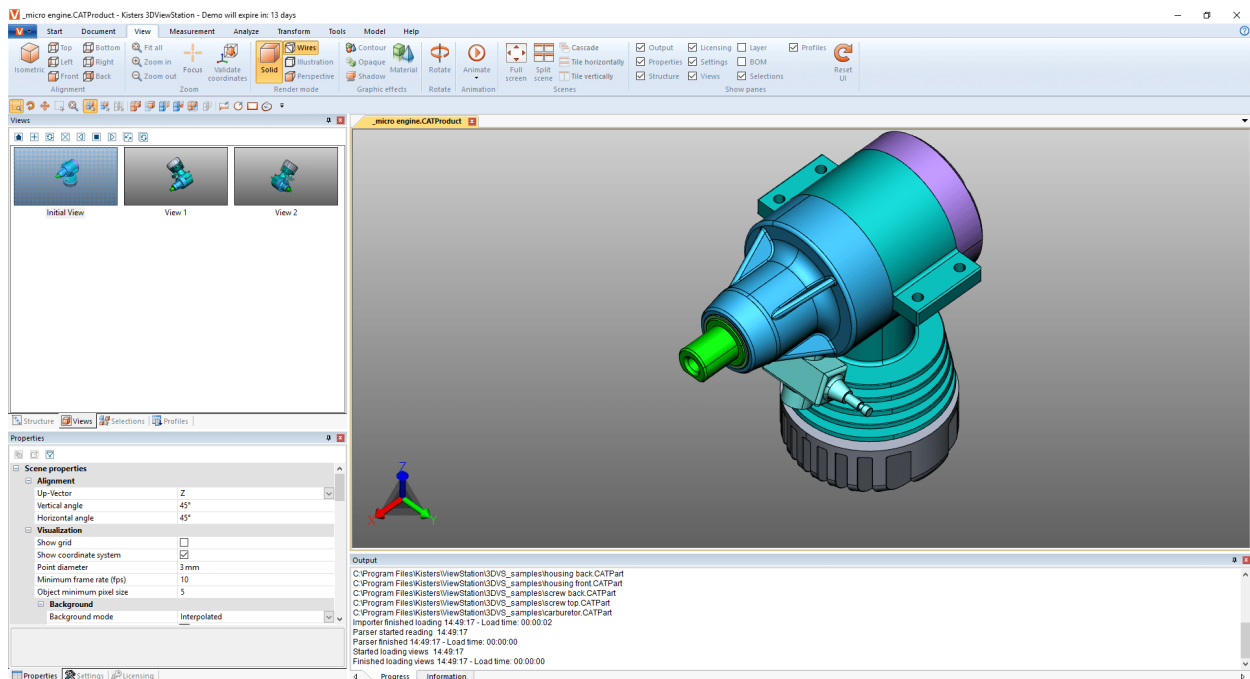 _micro engine.CATProduct - Kisters 3DViewStation - Demo will expire in: 13 days
Start Document View Measurement Analyze Transform Tools Model Help
Isometric
Top Bottom
Left Right
Front Back
Alignment
Fit all
Zoom in
Zoom out
Focus
Validate coordinates
Zoom
Solid
Wires
Illustration
Perspective
Render mode
Contour
Opaque
Shadow
Material
Graphic effects
Rotate
Rotate
Animate
Animation
Full screen
Split scene
Cascade
Tile horizontally
Tile vertically
Scenes
Output Licensing Layer Profiles
Properties Settings BOM
Structure Views Selections
Show panes
Reset UI
Views
Initial View View 1 View 2
Structure Views Selections Profiles
Properties
Scene properties
Alignment
Up-Vector Z
Vertical angle 45°
Horizontal angle 45°
Visualization
Show grid
Show coordinate system
Point diameter 3 mm
Minimum frame rate (fps) 10
Object minimum pixel size 5
Background
Background mode Interpolated
Properties Settings Licensing
_micro engine.CATProduct
Z
X
Y
Output
C:\Program Files\Kisters\ViewStation\3DVS_samples\housing back.CATPart
C:\Program Files\Kisters\ViewStation\3DVS_samples\housing front.CATPart
C:\Program Files\Kisters\ViewStation\3DVS_samples\screw back.CATPart
C:\Program Files\Kisters\ViewStation\3DVS_samples\screw top.CATPart
C:\Program Files\Kisters\ViewStation\3DVS_samples\carburetor.CATPart
Importer finished loading 14:49:17 - Load time: 00:00:02
Parser started reading 14:49:17
Parser finished 14:49:17 - Load time: 00:00:00
Started loading views 14:49:17
Finished loading views 14:49:17 - Load time: 00:00:00
Progress Information